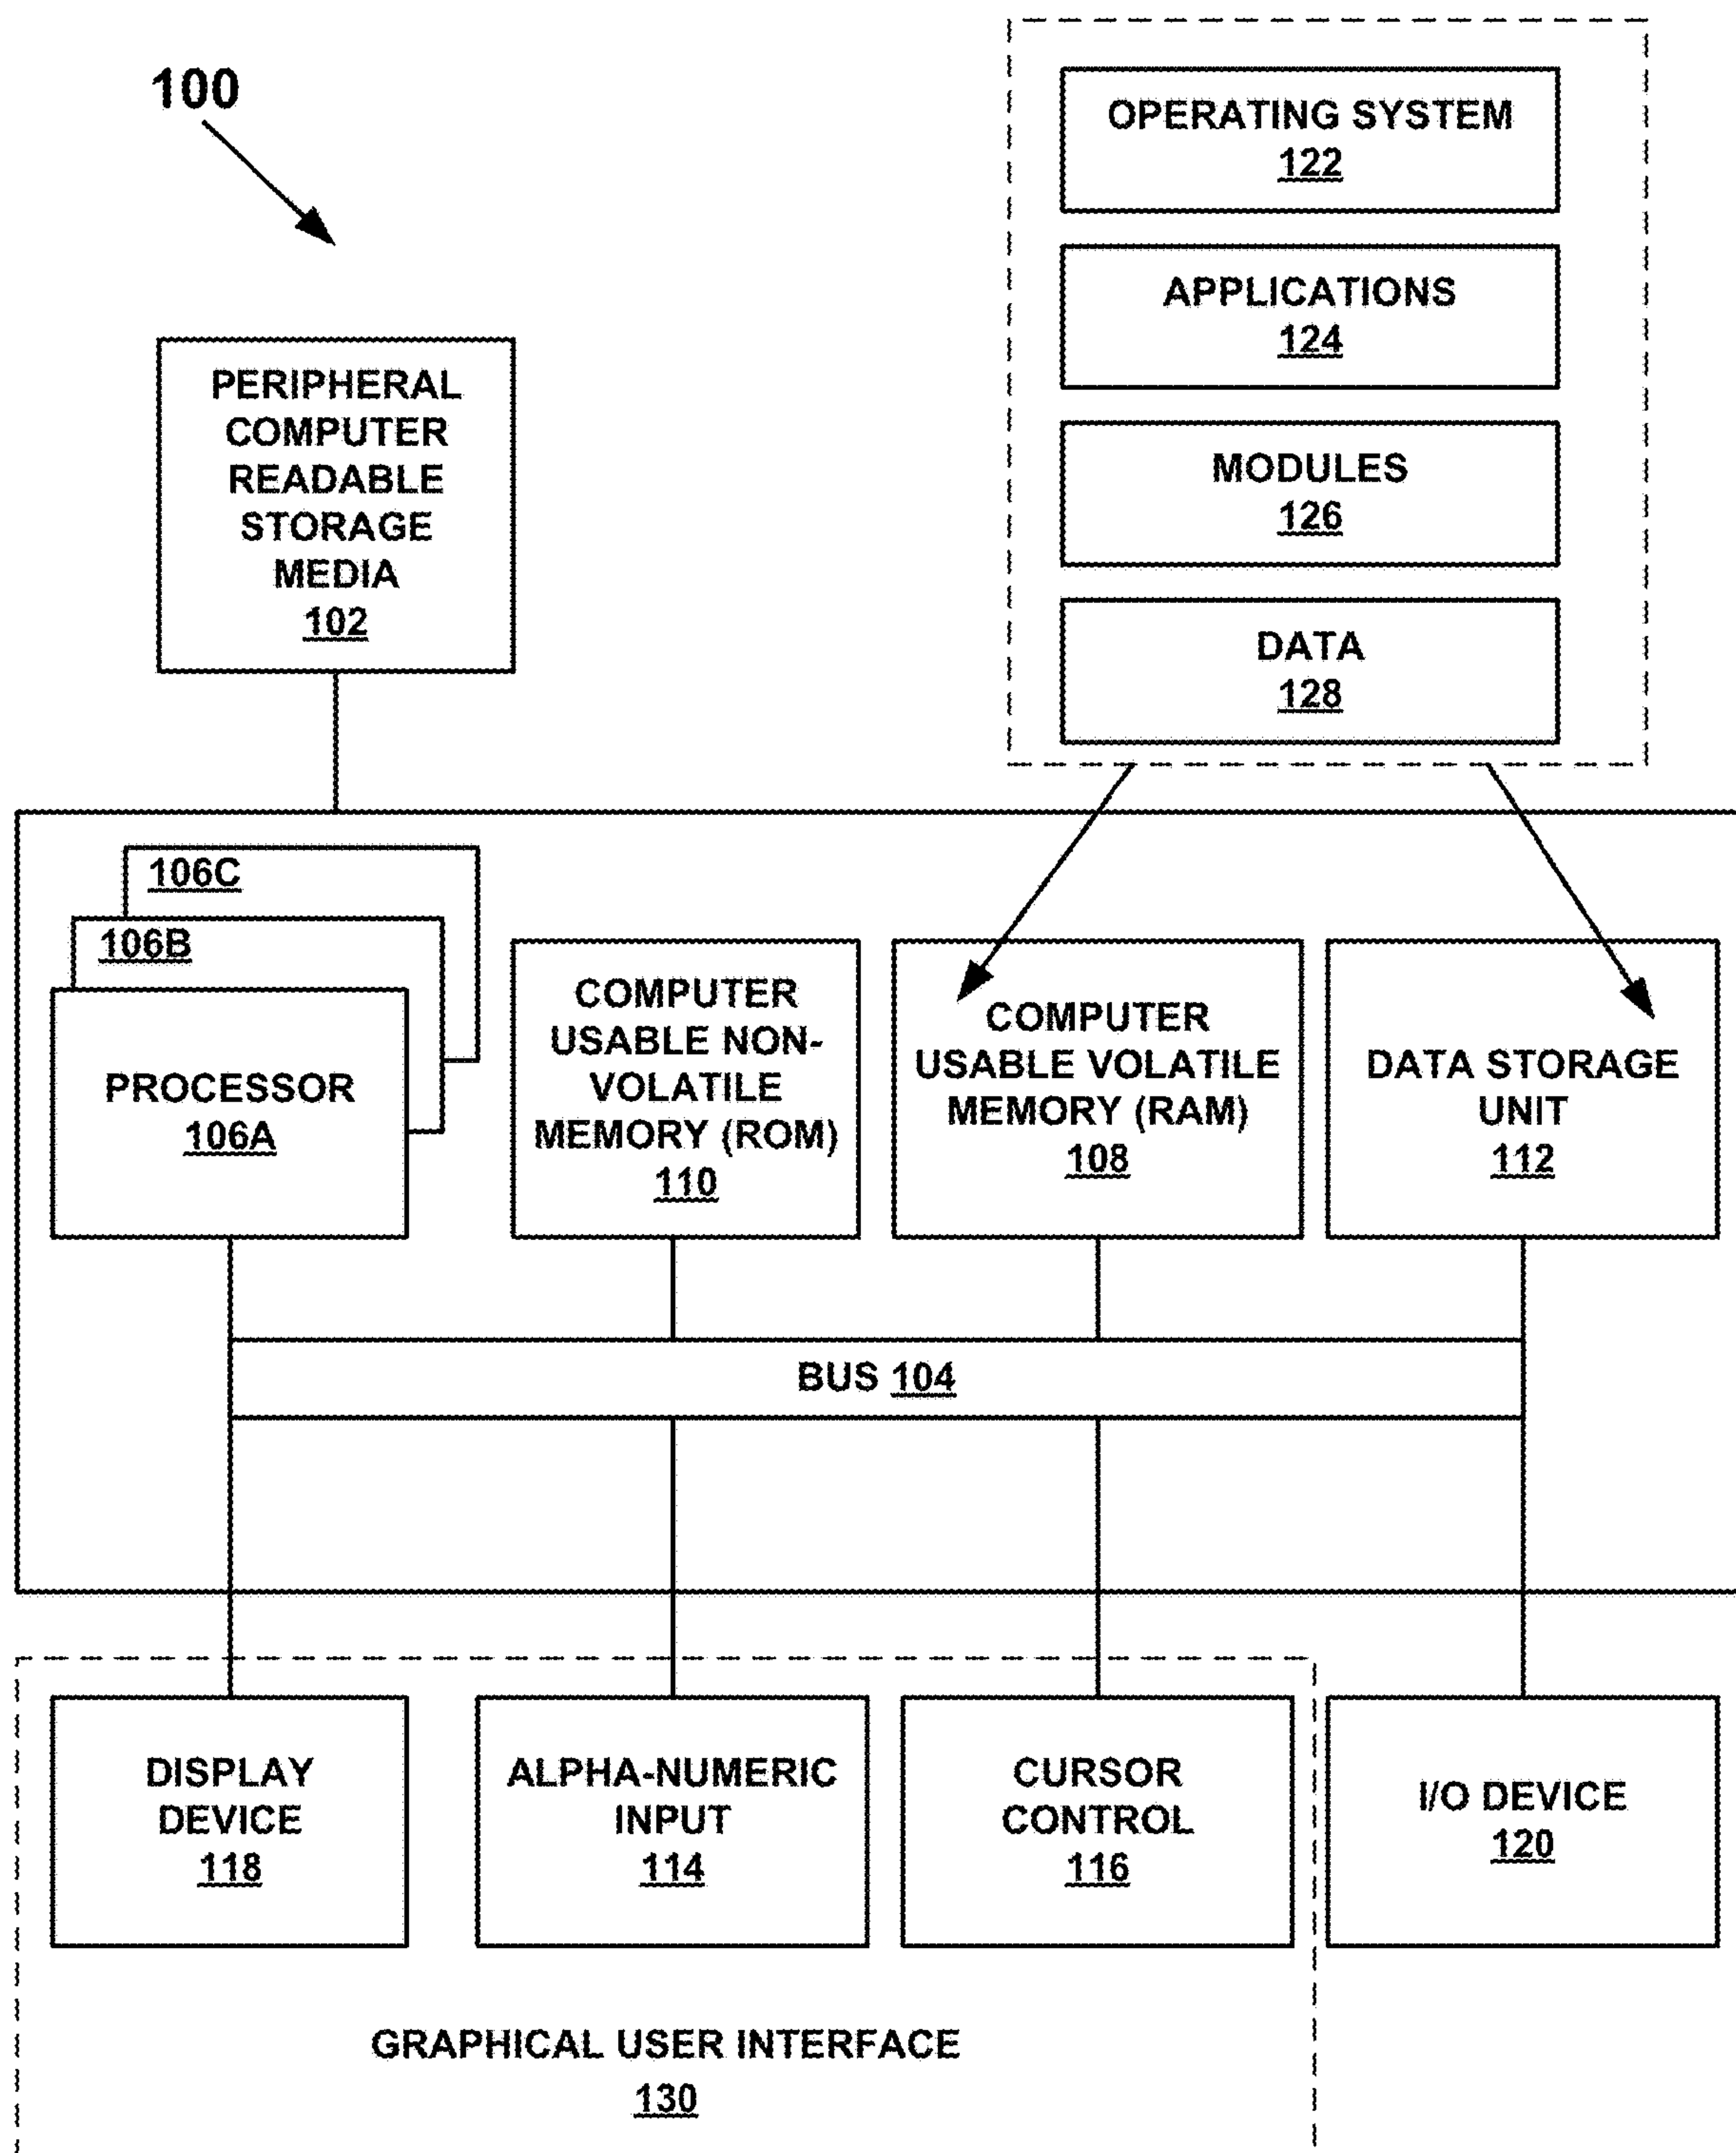 100
OPERATING SYSTEM
122
APPLICATIONS
124
MODULES
126
DATA
128
PERIPHERAL
COMPUTER
READABLE
STORAGE
MEDIA
102
106C
106B
PROCESSOR
106A
COMPUTER
USABLE NON-
VOLATILE
MEMORY (ROM)
110
COMPUTER
USABLE VOLATILE
MEMORY (RAM)
108
DATA STORAGE
UNIT
112
BUS 104
DISPLAY
DEVICE
118
ALPHA-NUMERIC
INPUT
114
CURSOR
CONTROL
116
I/O DEVICE
120
GRAPHICAL USER INTERFACE
130